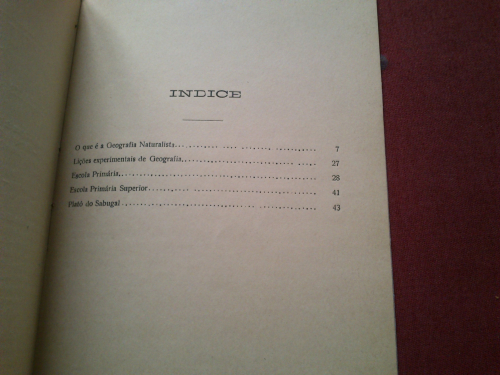 INDICE
O que é a Geografia Naturalista......... .... ... ........ ........ 7
Lições experimentais de Geografia................................. 27
Escola Primária,.................................................. 28
Escola Primária Superior.......................................... 41
Platô do Sabugal.................................................. 43